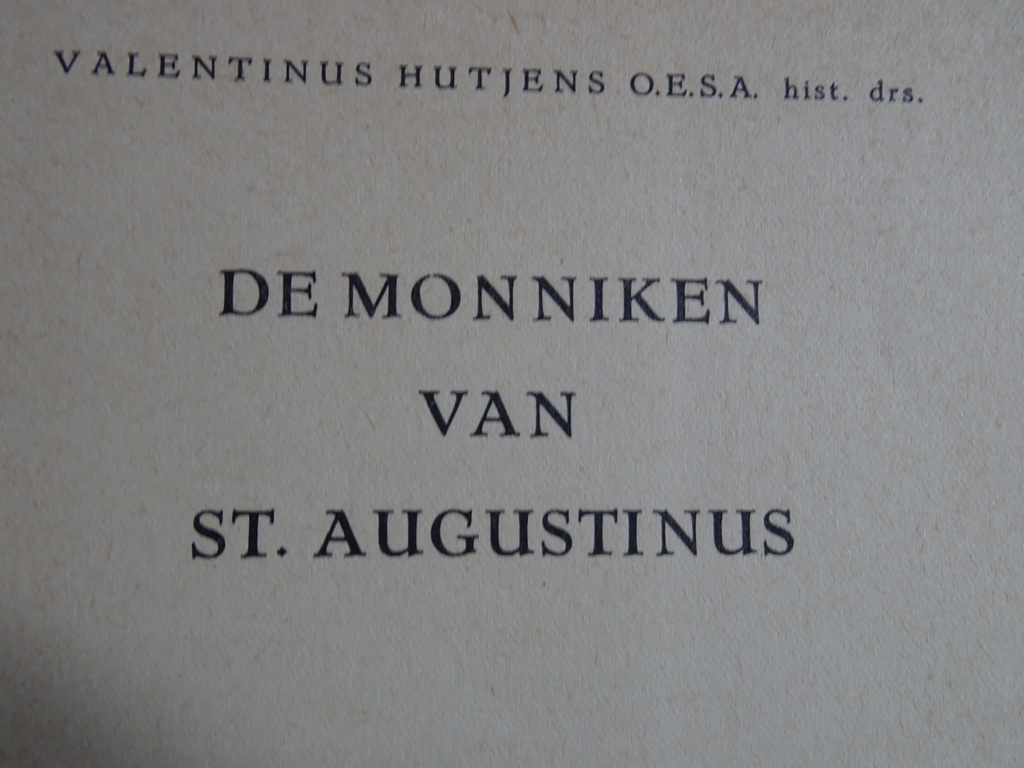 VALENTINUS HUTJENS O.E.S.A. hist. drs.
DE MONNIKEN
VAN
ST. AUGUSTINUS